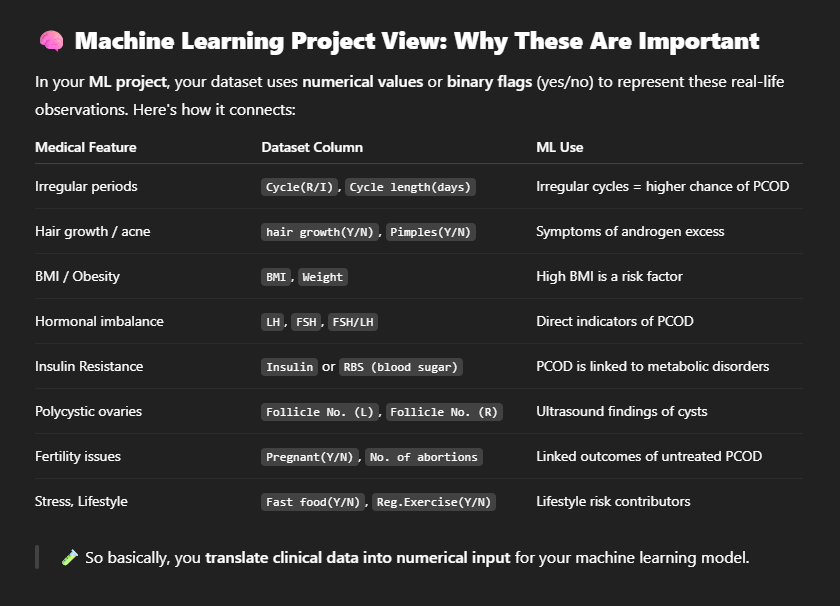 🧠 Machine Learning Project View: Why These Are Important
In your ML project, your dataset uses numerical values or binary flags (yes/no) to represent these real-life
observations. Here's how it connects:
Medical Feature Dataset Column ML Use
Irregular periods Cycle(R/I), Cycle length(days) Irregular cycles = higher chance of PCOD
Hair growth / acne hair growth(Y/N), Pimples(Y/N) Symptoms of androgen excess
BMI / Obesity BMI, Weight High BMI is a risk factor
Hormonal imbalance LH, FSH, FSH/LH Direct indicators of PCOD
Insulin Resistance Insulin or RBS (blood sugar) PCOD is linked to metabolic disorders
Polycystic ovaries Follicle No. (L), Follicle No. (R) Ultrasound findings of cysts
Fertility issues Pregnant(Y/N), No. of abortions Linked outcomes of untreated PCOD
Stress, Lifestyle Fast food(Y/N), Reg.Exercise(Y/N) Lifestyle risk contributors
🧪 So basically, you translate clinical data into numerical input for your machine learning model.